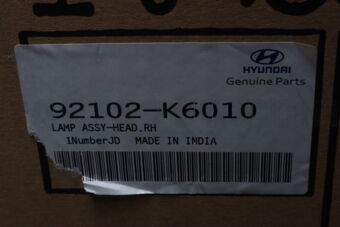 HYUNDAI
Genuine Parts
92102-K6010
LAMP ASSY-HEAD,RH
1NumberJD MADE IN INDIA